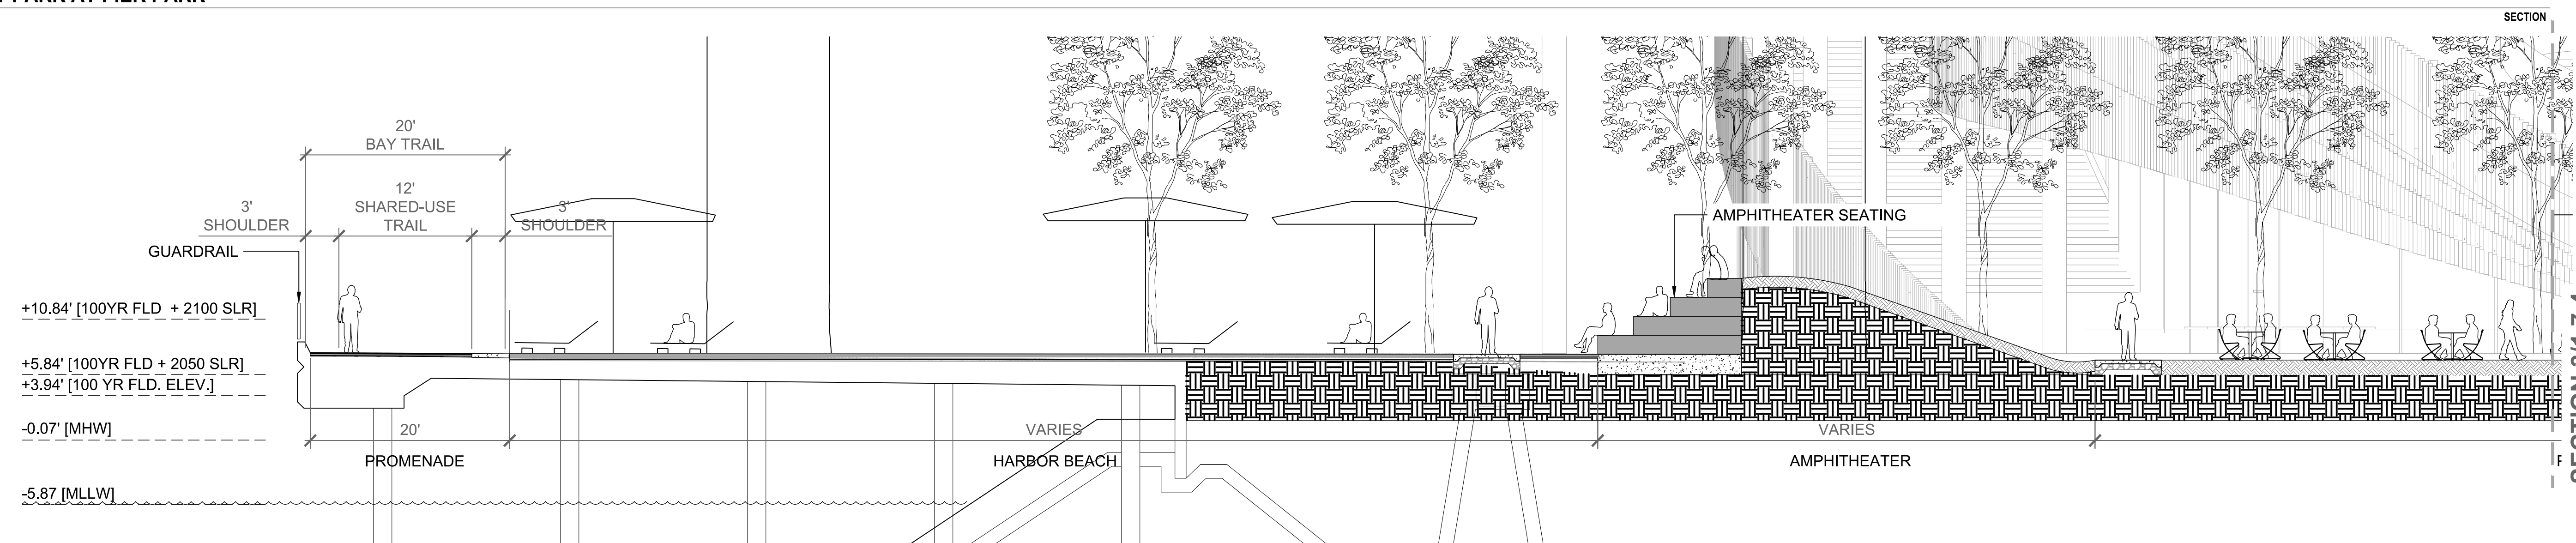 SECTION
20'
BAY TRAIL
3'
SHOULDER
12'
SHARED-USE
TRAIL
3'
SHOULDER
GUARDRAIL
AMPHITHEATER SEATING
+10.84' [100YR FLD + 2100 SLR]
+5.84' [100YR FLD + 2050 SLR]
+3.94' [100 YR FLD. ELEV.]
-0.07' [MHW]
-5.87 [MLLW]
20'
VARIES
VARIES
PROMENADE
HARBOR BEACH
AMPHITHEATER